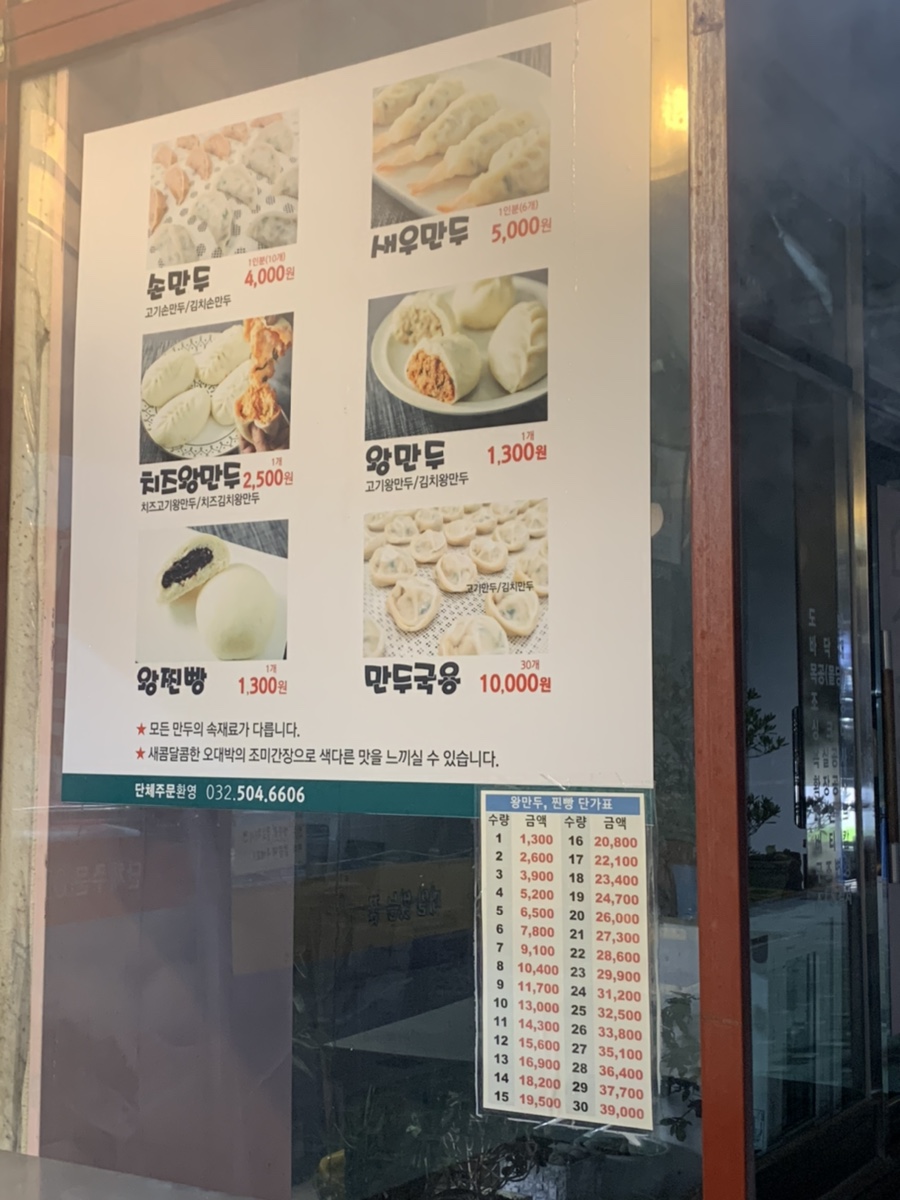 1인분(10개)
손만두 4,000원
고기손만두/김치손만두
1인분(6개)
새우만두 5,000원
1개
치즈왕만두 2,500원
치즈고기왕만두/치즈김치왕만두
1개
왕만두 1,300원
고기왕만두/김치왕만두
1개
왕찐빵 1,300원
고기만두/김치만두
30개
만두국용 10,000원
★모든 만두의 속재료가 다릅니다.
★새콤달콤한 오대박의 조미간장으로 색다른 맛을 느끼실 수 있습니다.
단체주문환영 032.504.6606
왕만두, 찐빵 단가표
수량 금액 수량 금액
1 1,300 16 20,800
2 2,600 17 22,100
3 3,900 18 23,400
4 5,200 19 24,700
5 6,500 20 26,000
6 7,800 21 27,300
7 9,100 22 28,600
8 10,400 23 29,900
9 11,700 24 31,200
10 13,000 25 32,500
11 14,300 26 33,800
12 15,600 27 35,100
13 16,900 28 36,400
14 18,200 29 37,700
15 19,500 30 39,000